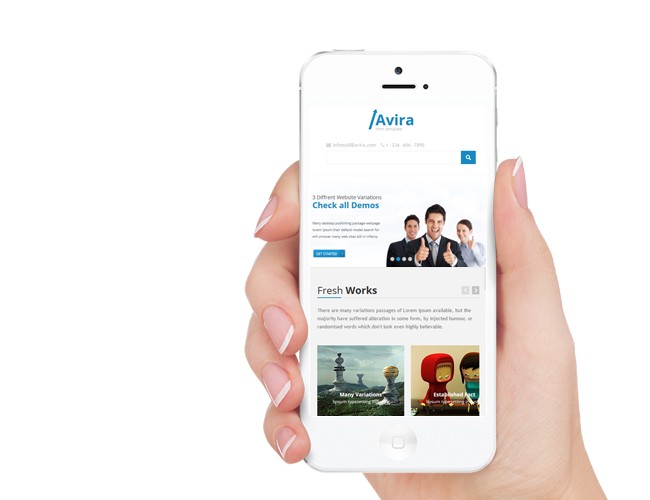 Avira
html template
infomail@avira.com 1 - 234 - 456 - 7890
3 Diffrent Website Variations
Check all Demos
Many desktop publishing package webpage
lorem ipsum their default model search for
will uncover many web sites still in infancy.
GET STARTED
Fresh Works
There are many variations passages of Lorem Ipsum available, but the
majority have suffered alteration in some form, by injected humour, or
randomised words which don't look even highly believable.
Many Variations
Ipsum typesetting
Established Fact
Ipsum typesetting